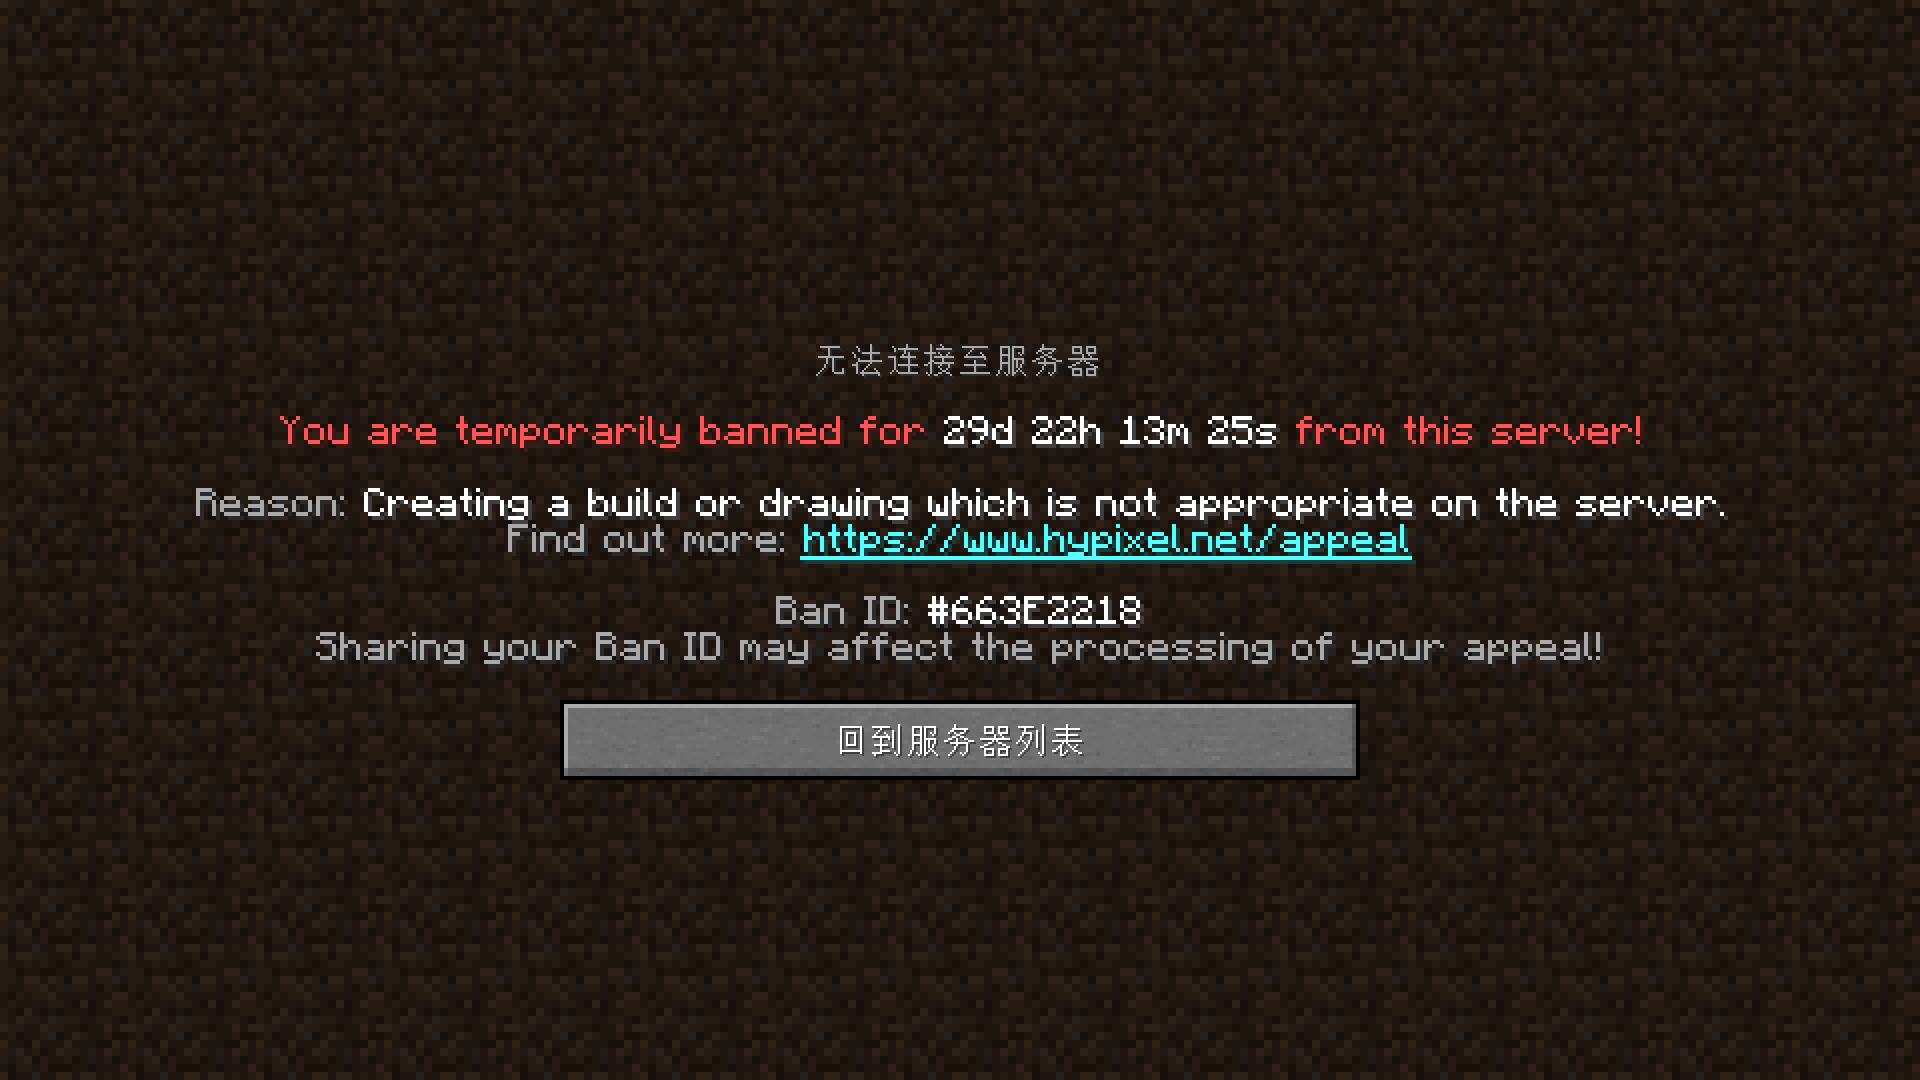 无法连接至服务器
You are temporarily banned for 29d 22h 13m 25s from this server!
Reason: Creating a build or drawing which is not appropriate on the server.
Find out more: https://www.hypixel.net/appeal
Ban ID: #663E2218
Sharing your Ban ID may affect the processing of your appeal!
回到服务器列表